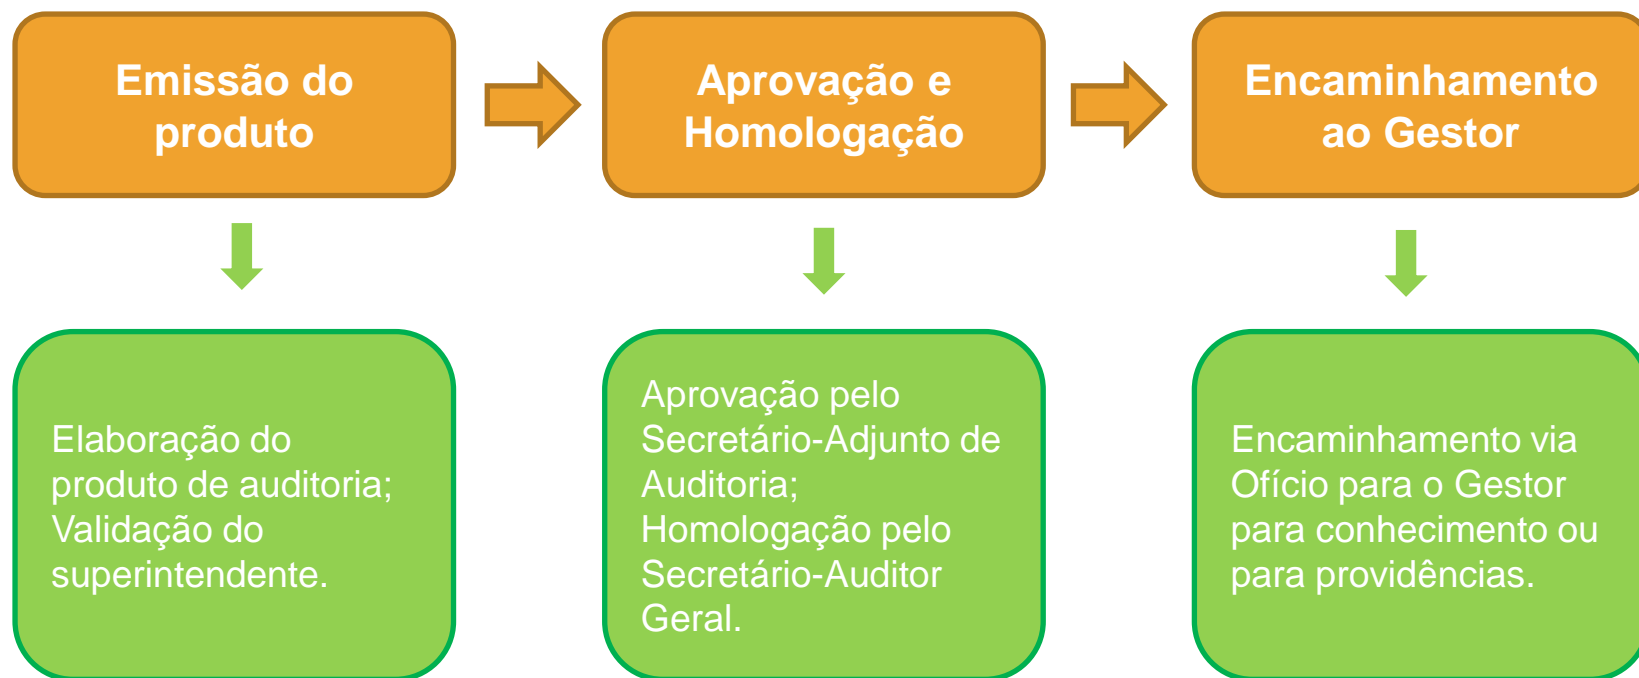 Emissão do
produto
Aprovação e
Homologação
Encaminhamento
ao Gestor
Elaboração do
produto de auditoria;
Validação do
superintendente.
Aprovação pelo
Secretário-Adjunto de
Auditoria;
Homologação pelo
Secretário-Auditor
Geral.
Encaminhamento via
Ofício para o Gestor
para conhecimento ou
para providências.